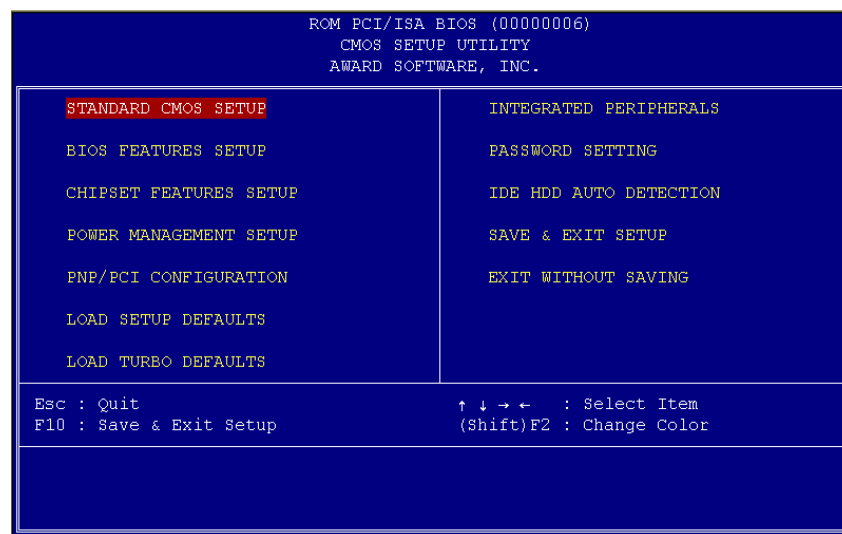 ROM PCI/ISA BIOS (00000006)
CMOS SETUP UTILITY
AWARD SOFTWARE, INC.
STANDARD CMOS SETUP
BIOS FEATURES SETUP
CHIPSET FEATURES SETUP
POWER MANAGEMENT SETUP
PNP/PCI CONFIGURATION
LOAD SETUP DEFAULTS
LOAD TURBO DEFAULTS
INTEGRATED PERIPHERALS
PASSWORD SETTING
IDE HDD AUTO DETECTION
SAVE & EXIT SETUP
EXIT WITHOUT SAVING
Esc : Quit
F10 : Save & Exit Setup
↑ ↓ → ← : Select Item
(Shift)F2 : Change Color